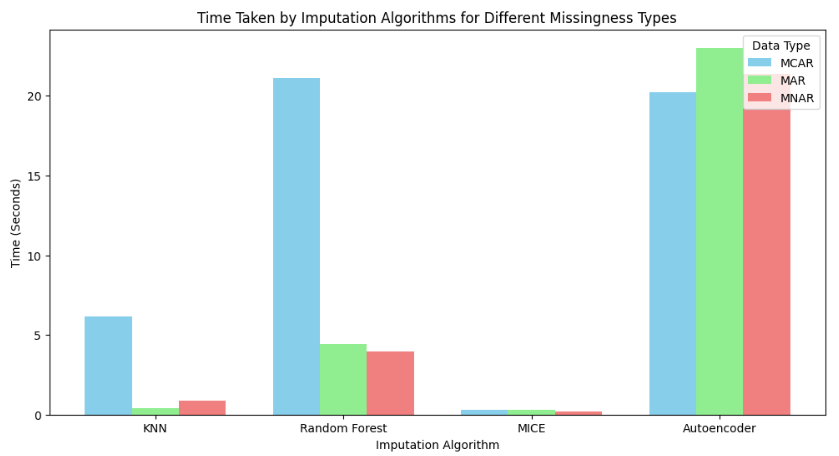 Time Taken by Imputation Algorithms for Different Missingness Types
Data Type
MCAR
MAR
MNAR
Time (Seconds)
20
15
10
5
0
KNN
Random Forest
MICE
Autoencoder
Imputation Algorithm